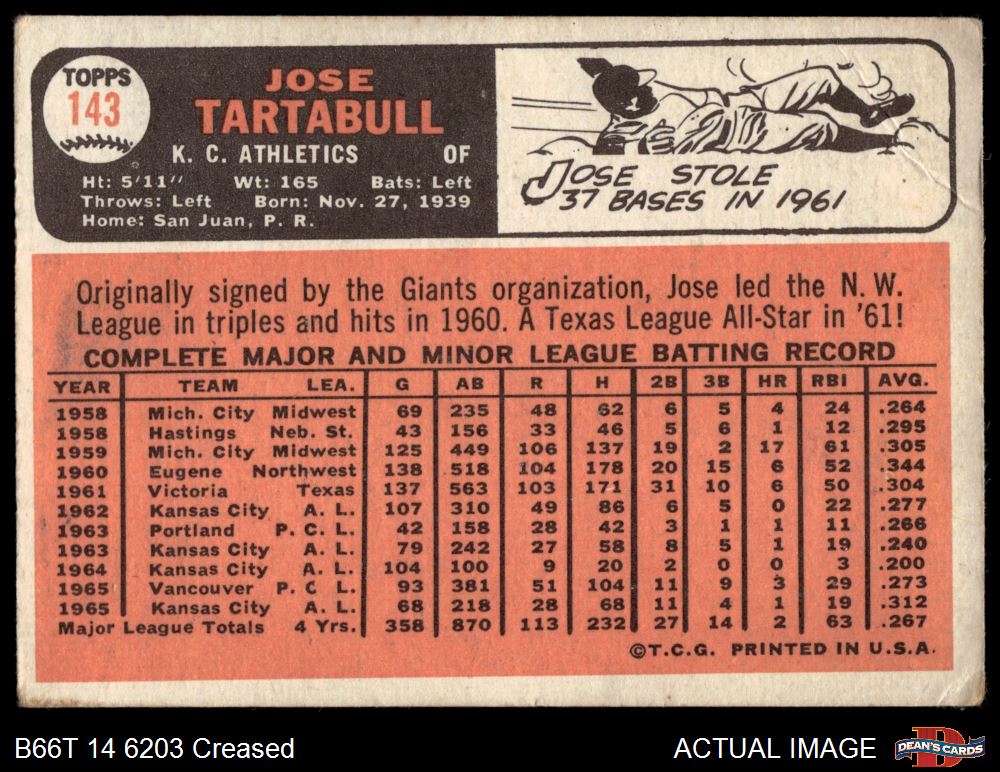 TOPPS
143
JOSE
TARTABULL
K. C. ATHLETICS OF
Ht: 5'11" Wt: 165 Bats: Left
Throws: Left Born: Nov. 27, 1939
Home: San Juan, P. R.
JOSE STOLE
37 BASES IN 1961
Originally signed by the Giants organization, Jose led the N. W.
League in triples and hits in 1960. A Texas League All-Star in '61!
COMPLETE MAJOR AND MINOR LEAGUE BATTING RECORD
YEAR TEAM LEA. G AB R H 2B 3B HR RBI AVG.
1958 Mich. City Midwest 69 235 48 62 6 5 4 24 .264
1958 Hastings Neb. St. 43 156 33 46 5 6 1 12 .295
1959 Mich. City Midwest 125 449 106 137 19 2 17 61 .305
1960 Eugene Northwest 138 518 104 178 20 15 6 52 .344
1961 Victoria Texas 137 563 103 171 31 10 6 50 .304
1962 Kansas City A. L. 107 310 49 86 6 5 0 22 .277
1963 Portland P. C. L. 42 158 28 42 3 1 1 11 .266
1963 Kansas City A. L. 79 242 27 58 8 5 1 19 .240
1964 Kansas City A. L. 104 100 9 20 2 0 0 3 .200
1965 Vancouver P. C L. 93 381 51 104 11 9 3 29 .273
1965 Kansas City A. L. 68 218 28 68 11 4 1 19 .312
Major League Totals 4 Yrs. 358 870 113 232 27 14 2 63 .267
©T.C.G. PRINTED IN U.S.A.
B66T 14 6203 Creased
ACTUAL IMAGE
DEAN'S CARDS